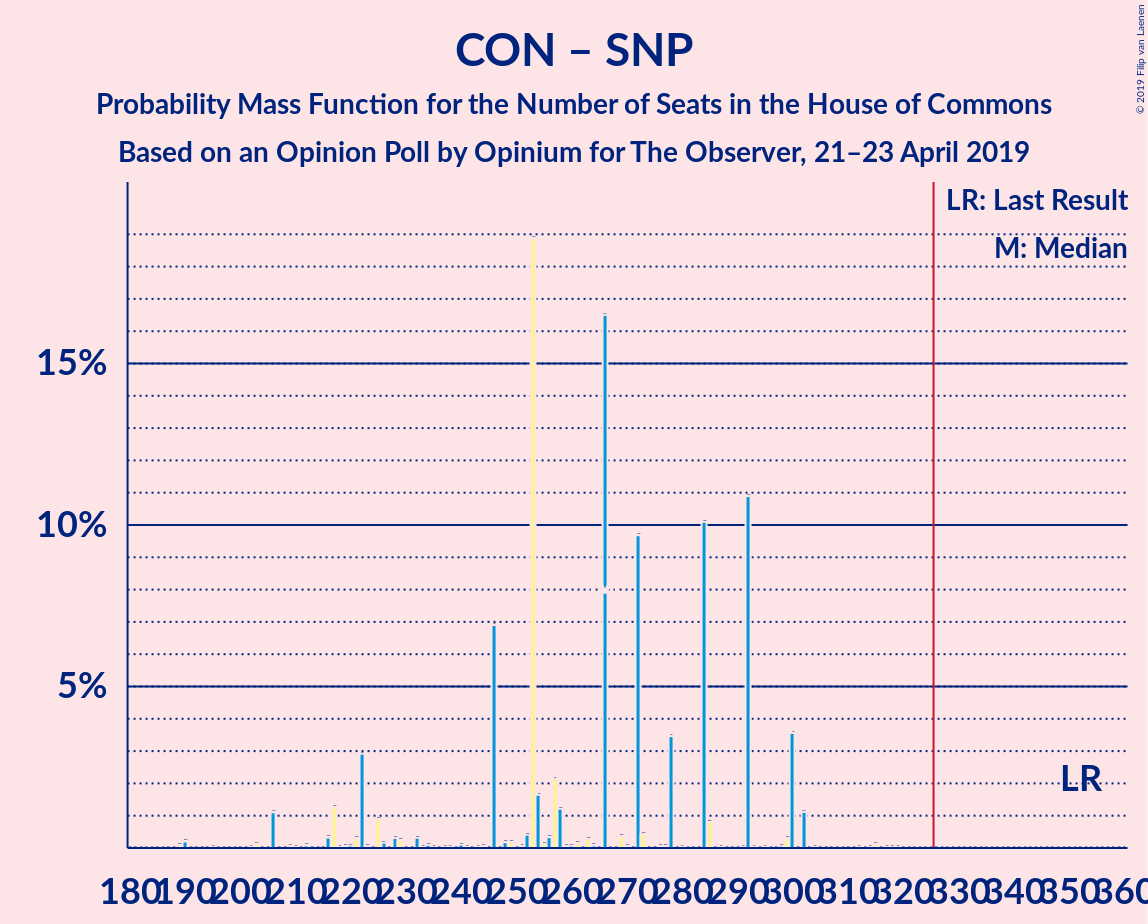 CON – SNP
Probability Mass Function for the Number of Seats in the House of Commons
Based on an Opinion Poll by Opinium for The Observer, 21–23 April 2019
© 2019 Filip van Laenen
LR: Last Result
M: Median
15%
10%
5%
LR
180 190 200 210 220 230 240 250 260 270 280 290 300 310 320 330 340 350 360